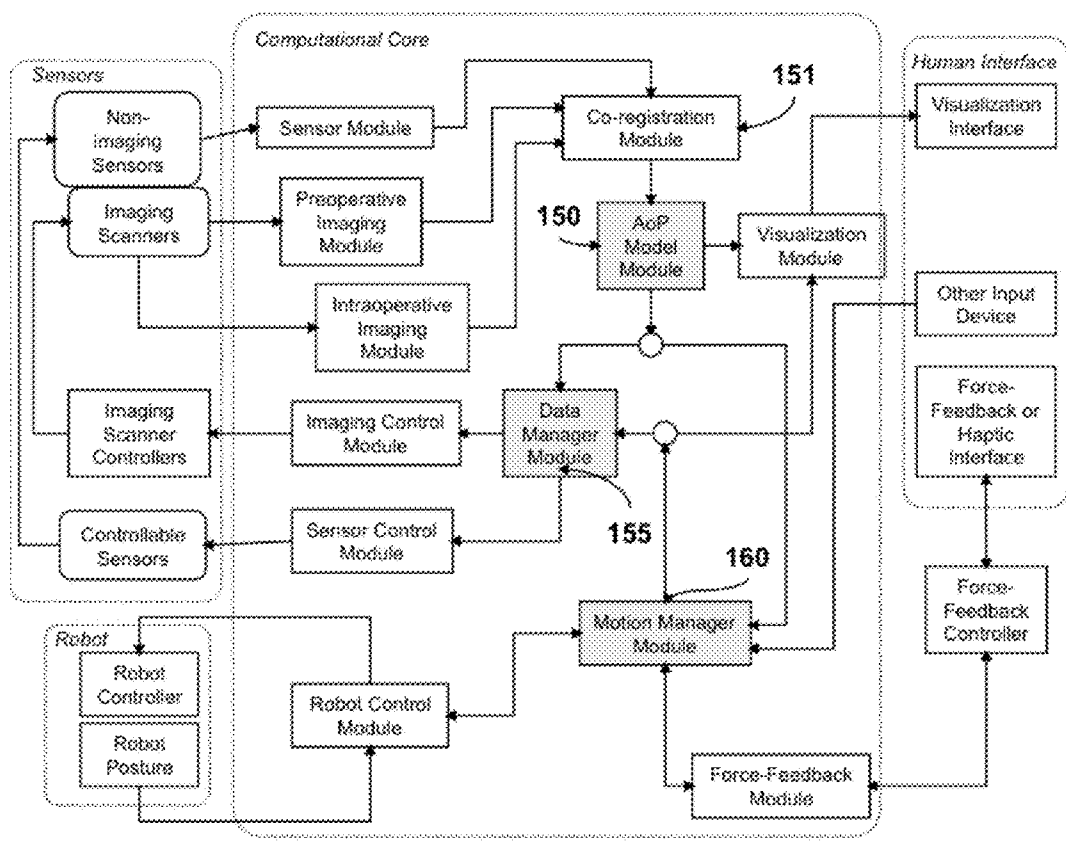 Computational Core
Sensors
Human Interface
Non-
imaging
Sensors
Sensor Module
Co-registration
Module
151
Visualization
Interface
Imaging
Scanners
Preoperative
Imaging
Module
150
AoP
Model
Module
Visualization
Module
Intraoperative
Imaging
Module
Other Input
Device
Imaging
Scanner
Controllers
Imaging Control
Module
Data
Manager
Module
Force-
Feedback or
Haptic
Interface
Controllable
Sensors
Sensor Control
Module
155
160
Motion Manager
Module
Force-
Feedback
Controller
Robot
Robot
Controller
Robot
Posture
Robot Control
Module
Force-Feedback
Module